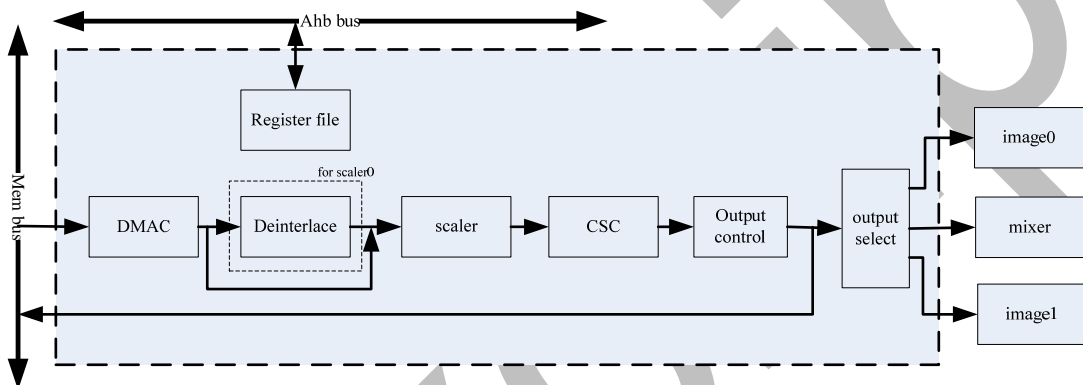 Ahb bus
Register file
image0
for scaler0
Mem bus
DMAC
Deinterlace
scaler
CSC
Output
control
output
select
mixer
image1